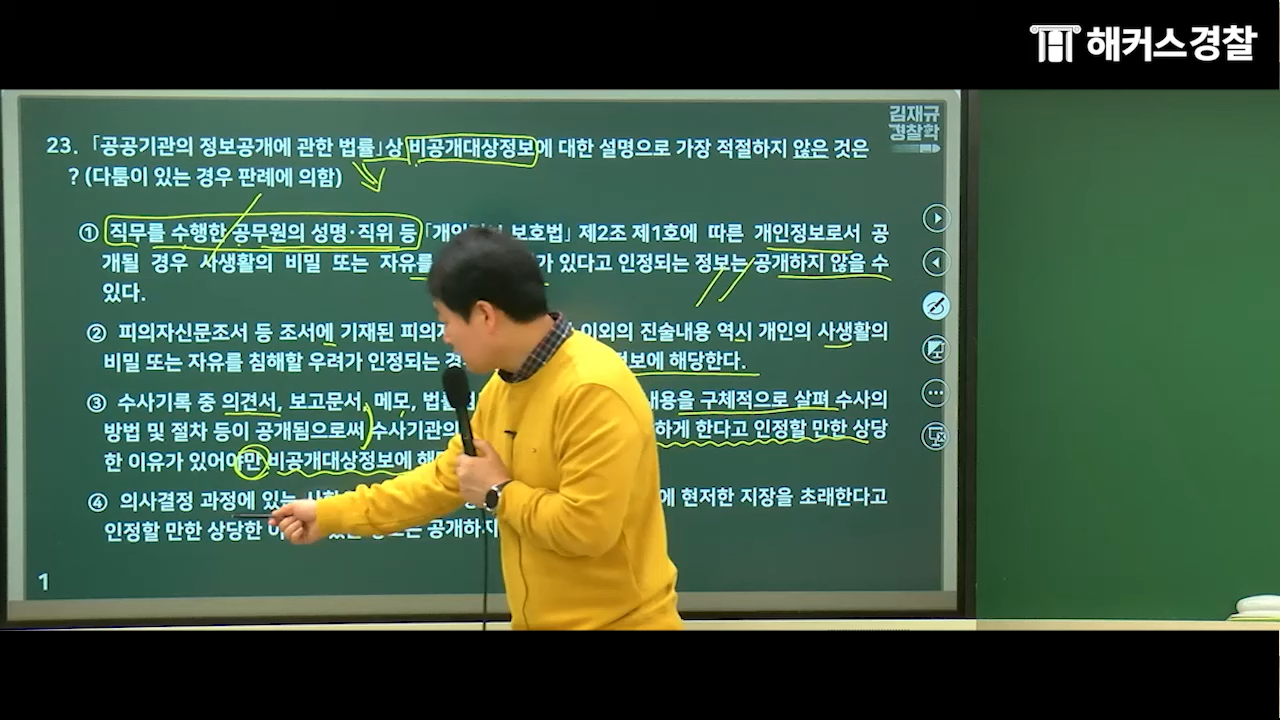 해커스경찰
김재규
경찰학
23. 「공공기관의 정보공개에 관한 법률」상 비공개대상정보에 대한 설명으로 가장 적절하지 않은 것은
? (다툼이 있는 경우 판례에 의함)
① 직무를 수행한 공무원의 성명·직위 등 「개인 보호법」 제2조 제1호에 따른 개인정보로서 공
개될 경우 사생활의 비밀 또는 자유를 가 있다고 인정되는 정보는 공개하지 않을 수
있다.
② 피의자신문조서 등 조서에 기재된 피의 이외의 진술내용 역시 개인의 사생활의
비밀 또는 자유를 침해할 우려가 인정되는 경 정보에 해당한다.
③ 수사기록 중 의견서, 보고문서, 메모, 법률 내용을 구체적으로 살펴 수사의
방법 및 절차 등이 공개됨으로써 수사기관의 하게 한다고 인정할 만한 상당
한 이유가 있어야만 비공개대상정보에 해
④ 의사결정 과정에 있는 에 현저한 지장을 초래한다고
인정할 만한 상당한 는 공개하지
1